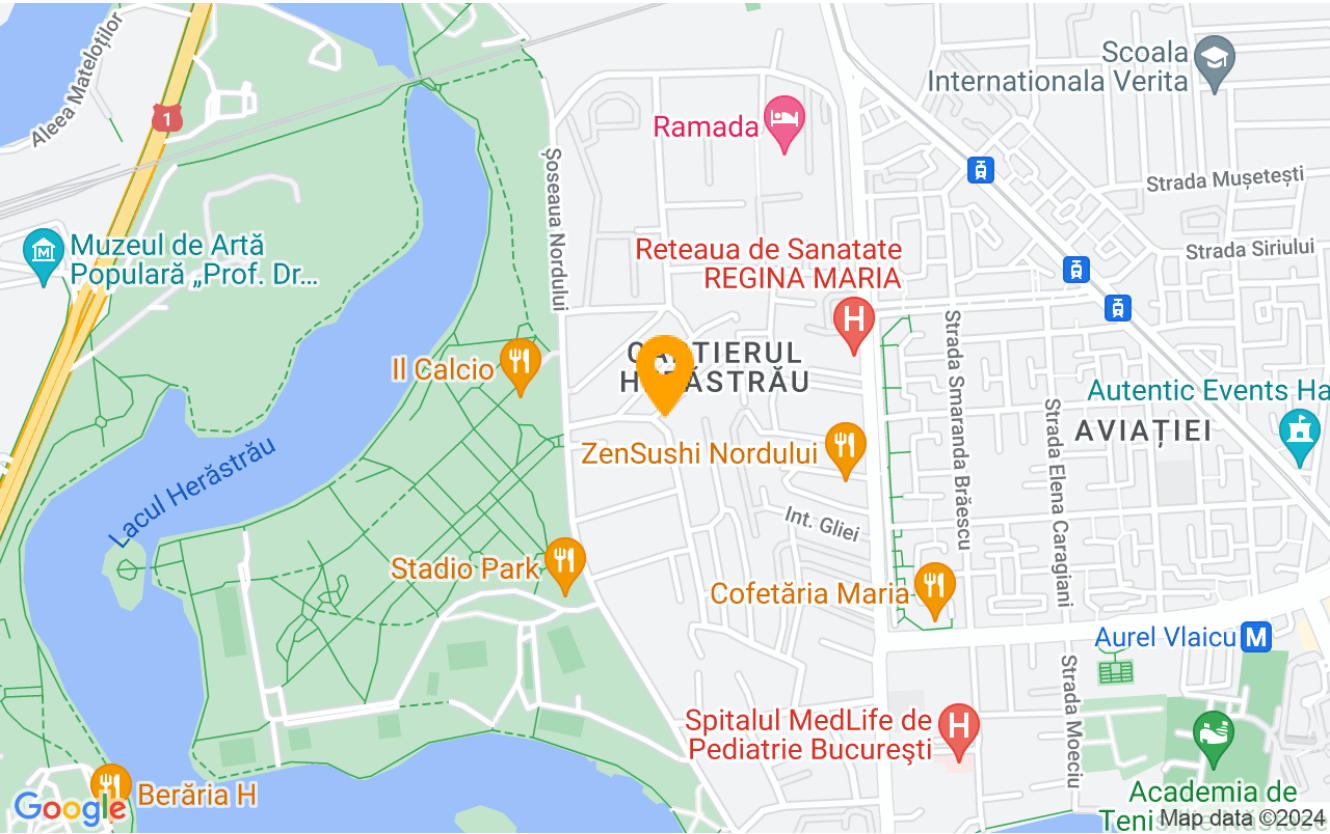 Aleea Mateloților
1
Scoala
Internationala Verita
Ramada
Șoseaua Nordului
Strada Mușetești
Muzeul de Artă
Populară „Prof. Dr...
Reteaua de Sanatate
REGINA MARIA
H
Strada Siriului
Il Calcio
HERĂSTRĂU
Strada Smaranda Brăescu
Autentic Events Ha
Strada Elena Caragiani
AVIAȚIEI
Lacul Herăstrău
ZenSushi Nordului
Int. Gliei
Stadio Park
Cofetăria Maria
Aurel Vlaicu M
Strada Moeciu
Spitalul MedLife de
Pediatrie Bucureşti
H
Berăria H
Google
Academia de
Teni
Map data ©2024